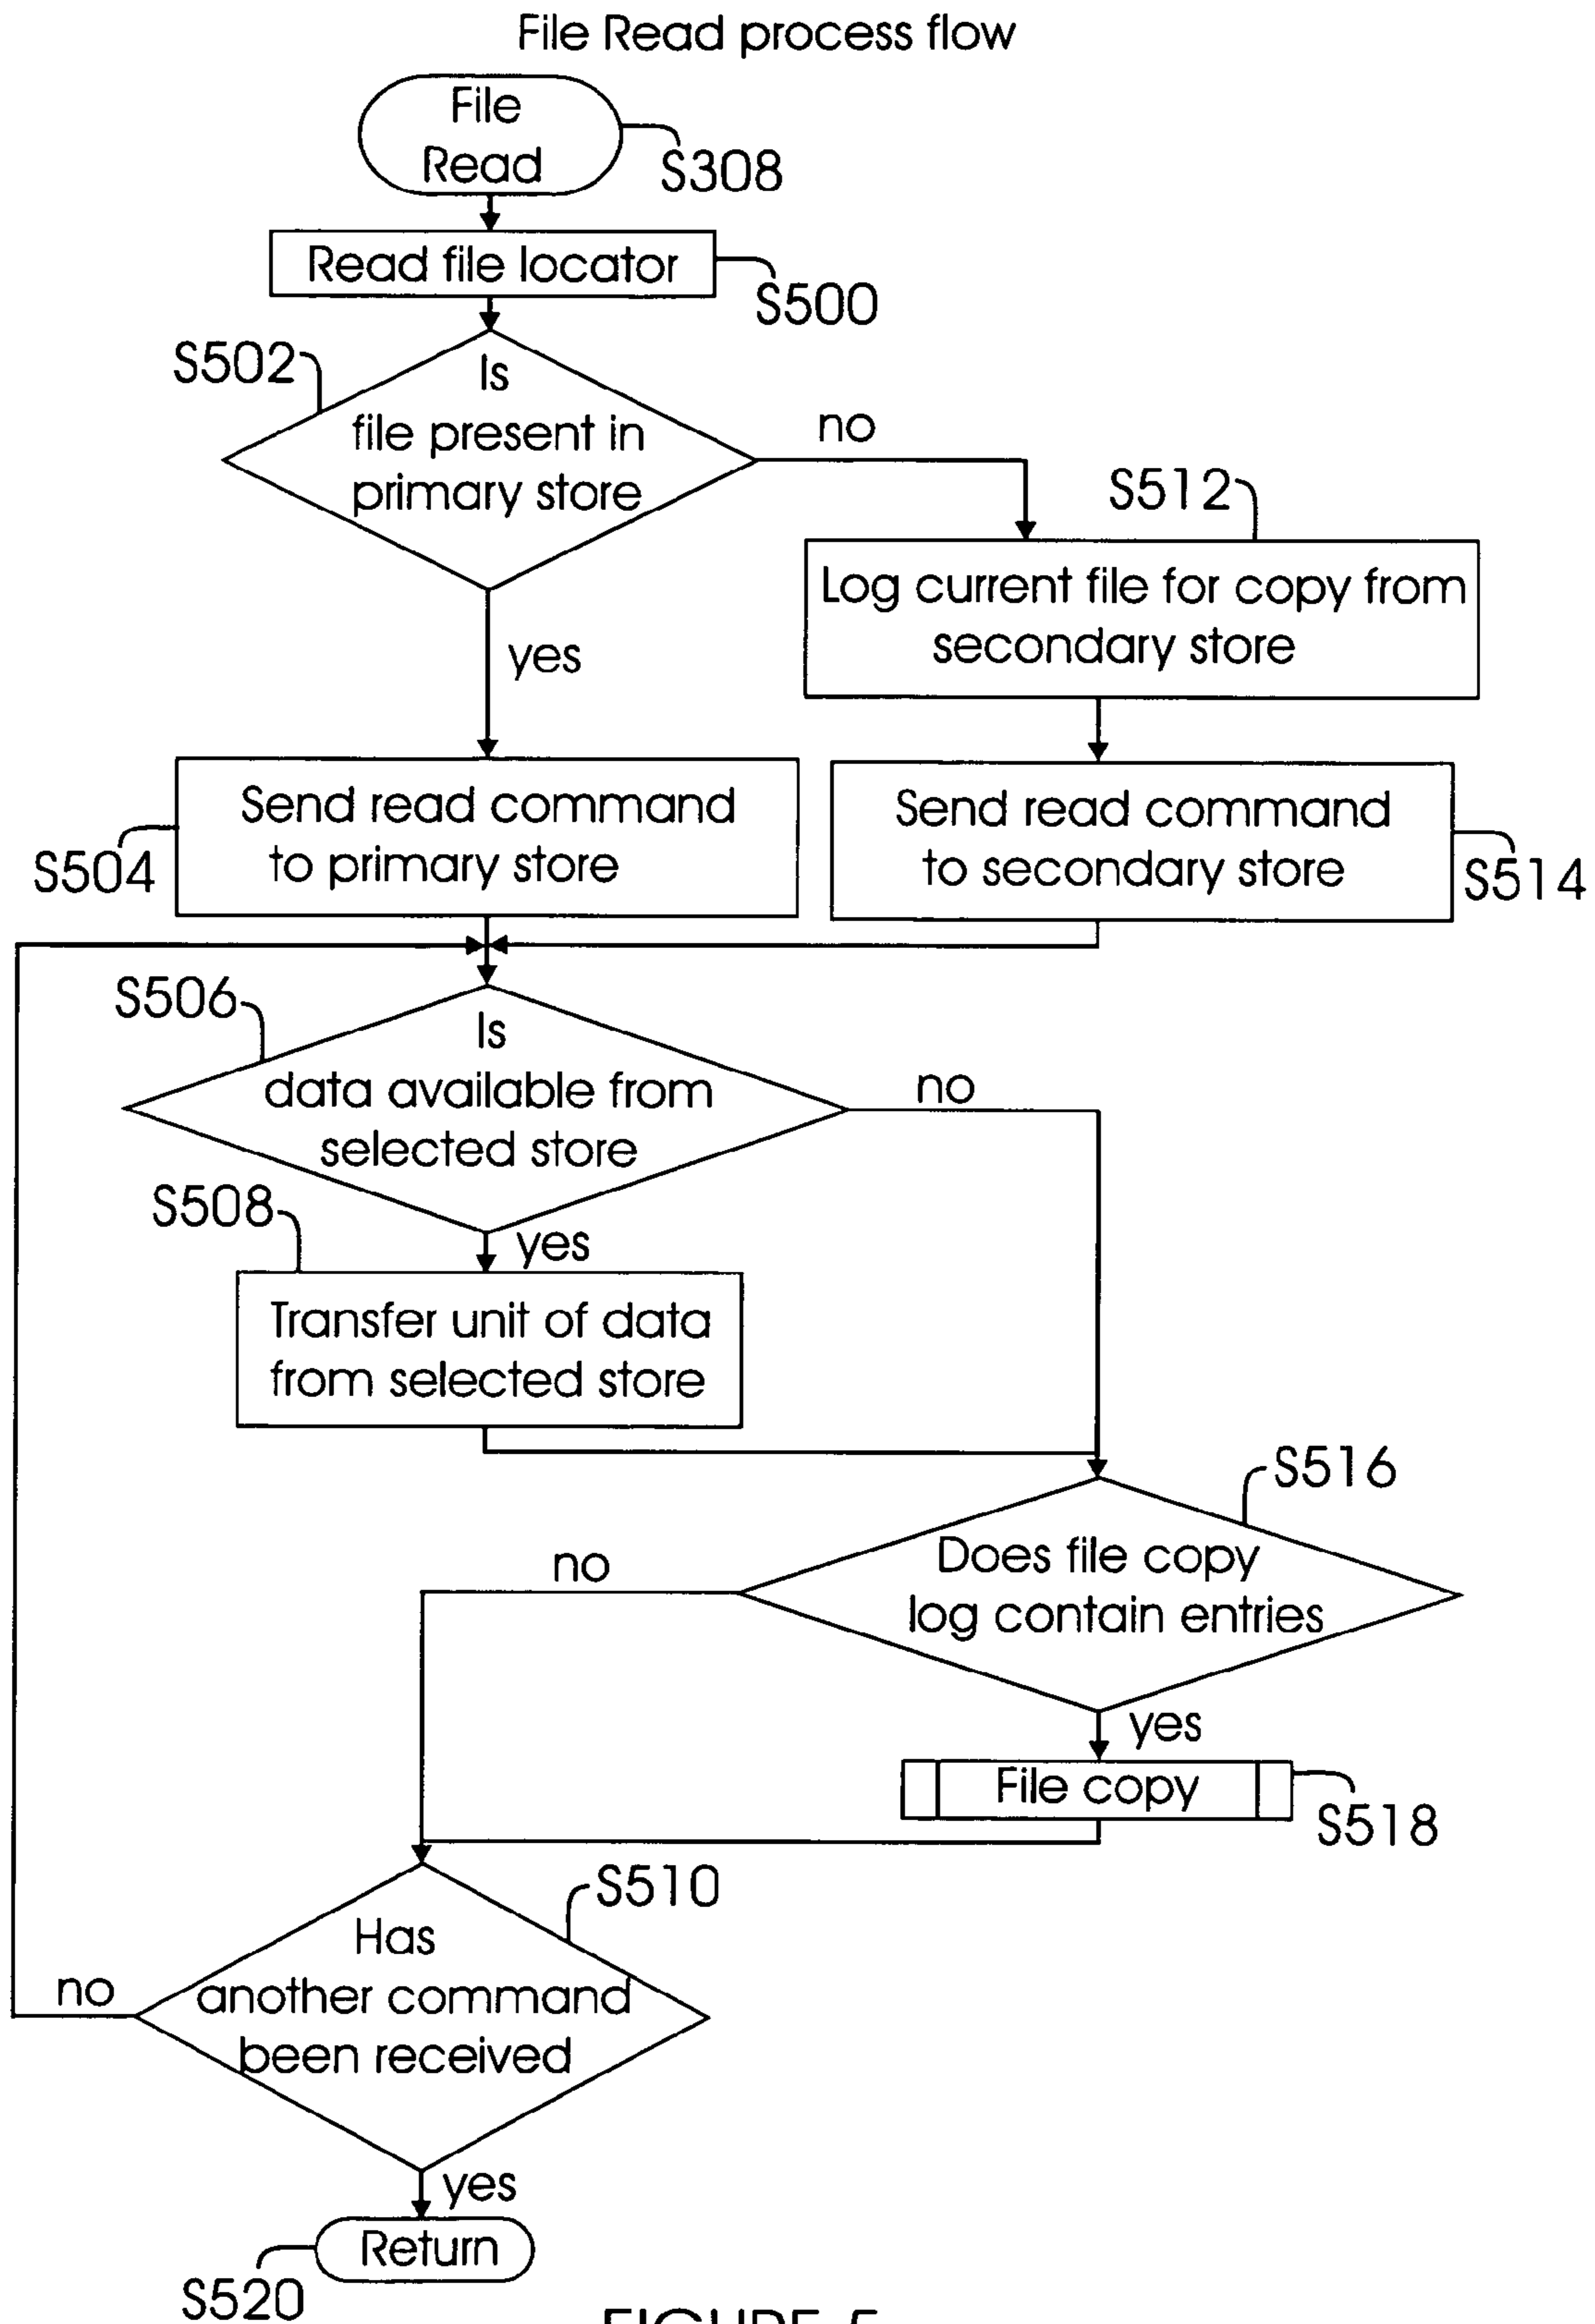 File Read process flow
File
Read
S308
Read file locator
S500
S502
Is
file present in
primary store
no
S512
Log current file for copy from
secondary store
yes
Send read command
to primary store
S504
Send read command
to secondary store
S514
S506
Is
data available from
selected store
no
S508
yes
Transfer unit of data
from selected store
S516
Does file copy
log contain entries
no
yes
File copy
S518
S510
Has
another command
been received
no
yes
Return
S520
FIGURE 5